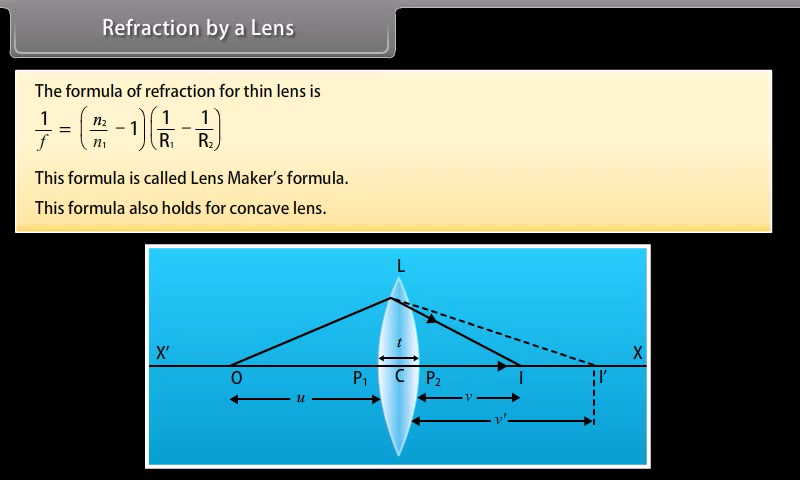 Refraction by a Lens
The formula of refraction for thin lens is
1/f = (n₂/n₁ − 1)(1/R₁ − 1/R₂)
This formula is called Lens Maker's formula.
This formula also holds for concave lens.
L
t
X′ X
O P₁ C P₂ I I′
u v
v′